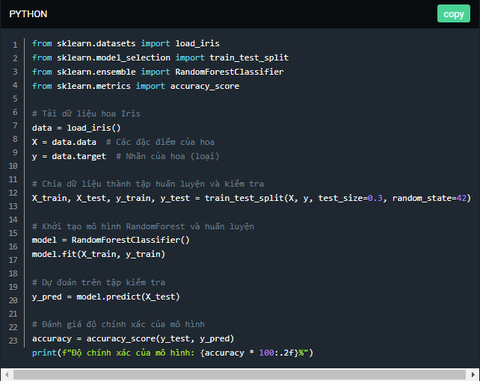 PYTHON
copy
1 from sklearn.datasets import load_iris
2 from sklearn.model_selection import train_test_split
3 from sklearn.ensemble import RandomForestClassifier
4 from sklearn.metrics import accuracy_score
5
6 # Tải dữ liệu hoa Iris
7 data = load_iris()
8 X = data.data # Các đặc điểm của hoa
9 y = data.target # Nhãn của hoa (loại)
10
11 # Chia dữ liệu thành tập huấn luyện và kiểm tra
12 X_train, X_test, y_train, y_test = train_test_split(X, y, test_size=0.3, random_state=42)
13
14 # Khởi tạo mô hình RandomForest và huấn luyện
15 model = RandomForestClassifier()
16 model.fit(X_train, y_train)
17
18 # Dự đoán trên tập kiểm tra
19 y_pred = model.predict(X_test)
20
21 # Đánh giá độ chính xác của mô hình
22 accuracy = accuracy_score(y_test, y_pred)
23 print(f"Độ chính xác của mô hình: {accuracy * 100:.2f}%")